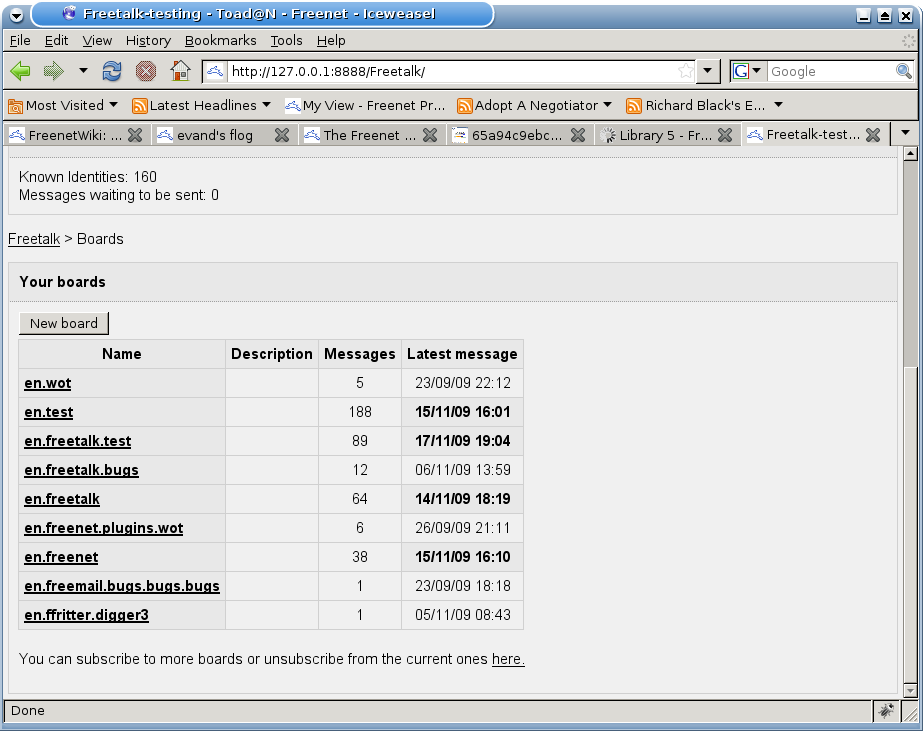 Freetalk-testing - Toad@N - Freenet - Iceweasel
File Edit View History Bookmarks Tools Help
http://127.0.0.1:8888/Freetalk/ G Google
Most Visited Latest Headlines My View - Freenet Pr... Adopt A Negotiator Richard Black's E...
FreenetWiki: ... evand's flog The Freenet ... 65a94c9ebc... Library 5 - Fr... Freetalk-test...
Known Identities: 160
Messages waiting to be sent: 0
Freetalk > Boards
Your boards
New board
Name Description Messages Latest message
en.wot 5 23/09/09 22:12
en.test 188 15/11/09 16:01
en.freetalk.test 89 17/11/09 19:04
en.freetalk.bugs 12 06/11/09 13:59
en.freetalk 64 14/11/09 18:19
en.freenet.plugins.wot 6 26/09/09 21:11
en.freenet 38 15/11/09 16:10
en.freemail.bugs.bugs.bugs 1 23/09/09 18:18
en.ffritter.digger3 1 05/11/09 08:43
You can subscribe to more boards or unsubscribe from the current ones here.
Done